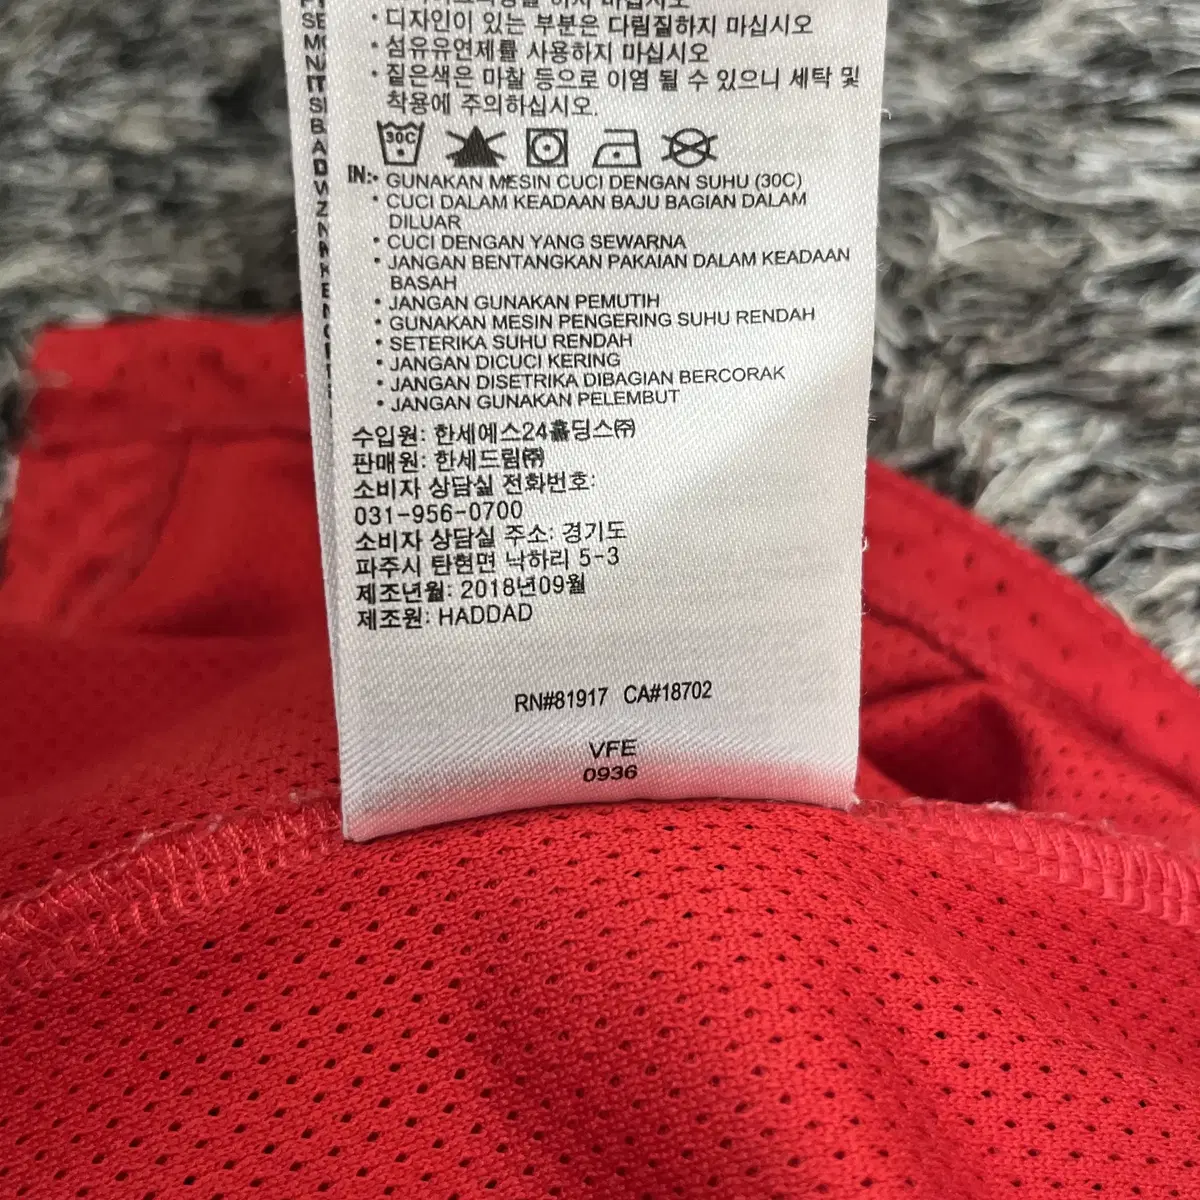 • 디자인이 있는 부분은 다림질하지 마십시오
• 섬유유연제를 사용하지 마십시오
• 짙은색은 마찰 등으로 이염 될 수 있으니 세탁 및
착용에 주의하십시오.
30C
IN:• GUNAKAN MESIN CUCI DENGAN SUHU (30C)
• CUCI DALAM KEADAAN BAJU BAGIAN DALAM
DILUAR
• CUCI DENGAN YANG SEWARNA
• JANGAN BENTANGKAN PAKAIAN DALAM KEADAAN
BASAH
• JANGAN GUNAKAN PEMUTIH
• GUNAKAN MESIN PENGERING SUHU RENDAH
• SETERIKA SUHU RENDAH
• JANGAN DICUCI KERING
• JANGAN DISETRIKA DIBAGIAN BERCORAK
• JANGAN GUNAKAN PELEMBUT
수입원: 한세예스24홀딩스㈜
판매원: 한세드림㈜
소비자 상담실 전화번호:
031-956-0700
소비자 상담실 주소: 경기도
파주시 탄현면 낙하리 5-3
제조년월: 2018년09월
제조원: HADDAD
RN#81917 CA#18702
VFE
0936